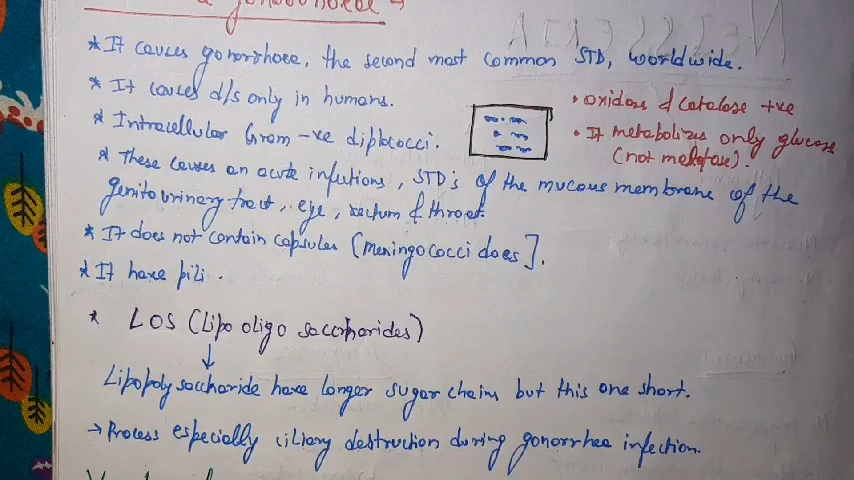 gonorrhoeae →
* It causes gonorrhoea, the second most common STD, worldwide.
* It causes d/s only in humans.
* Intracellular Gram -ve diplococci.
• oxidase & catalase +ve
• It metabolizes only glucose
(not maltose).
* These causes an acute infections, STD's of the mucous membrane of the
genitourinary tract, eye, rectum & throat.
* It does not contain capsules [Meningococci does].
* It have pili.
* LOS (Lipo oligo saccharides)
↓
Lipopolysaccharide have longer sugar chains but this one short.
→ Process especially ciliary destruction during gonorrhea infection.